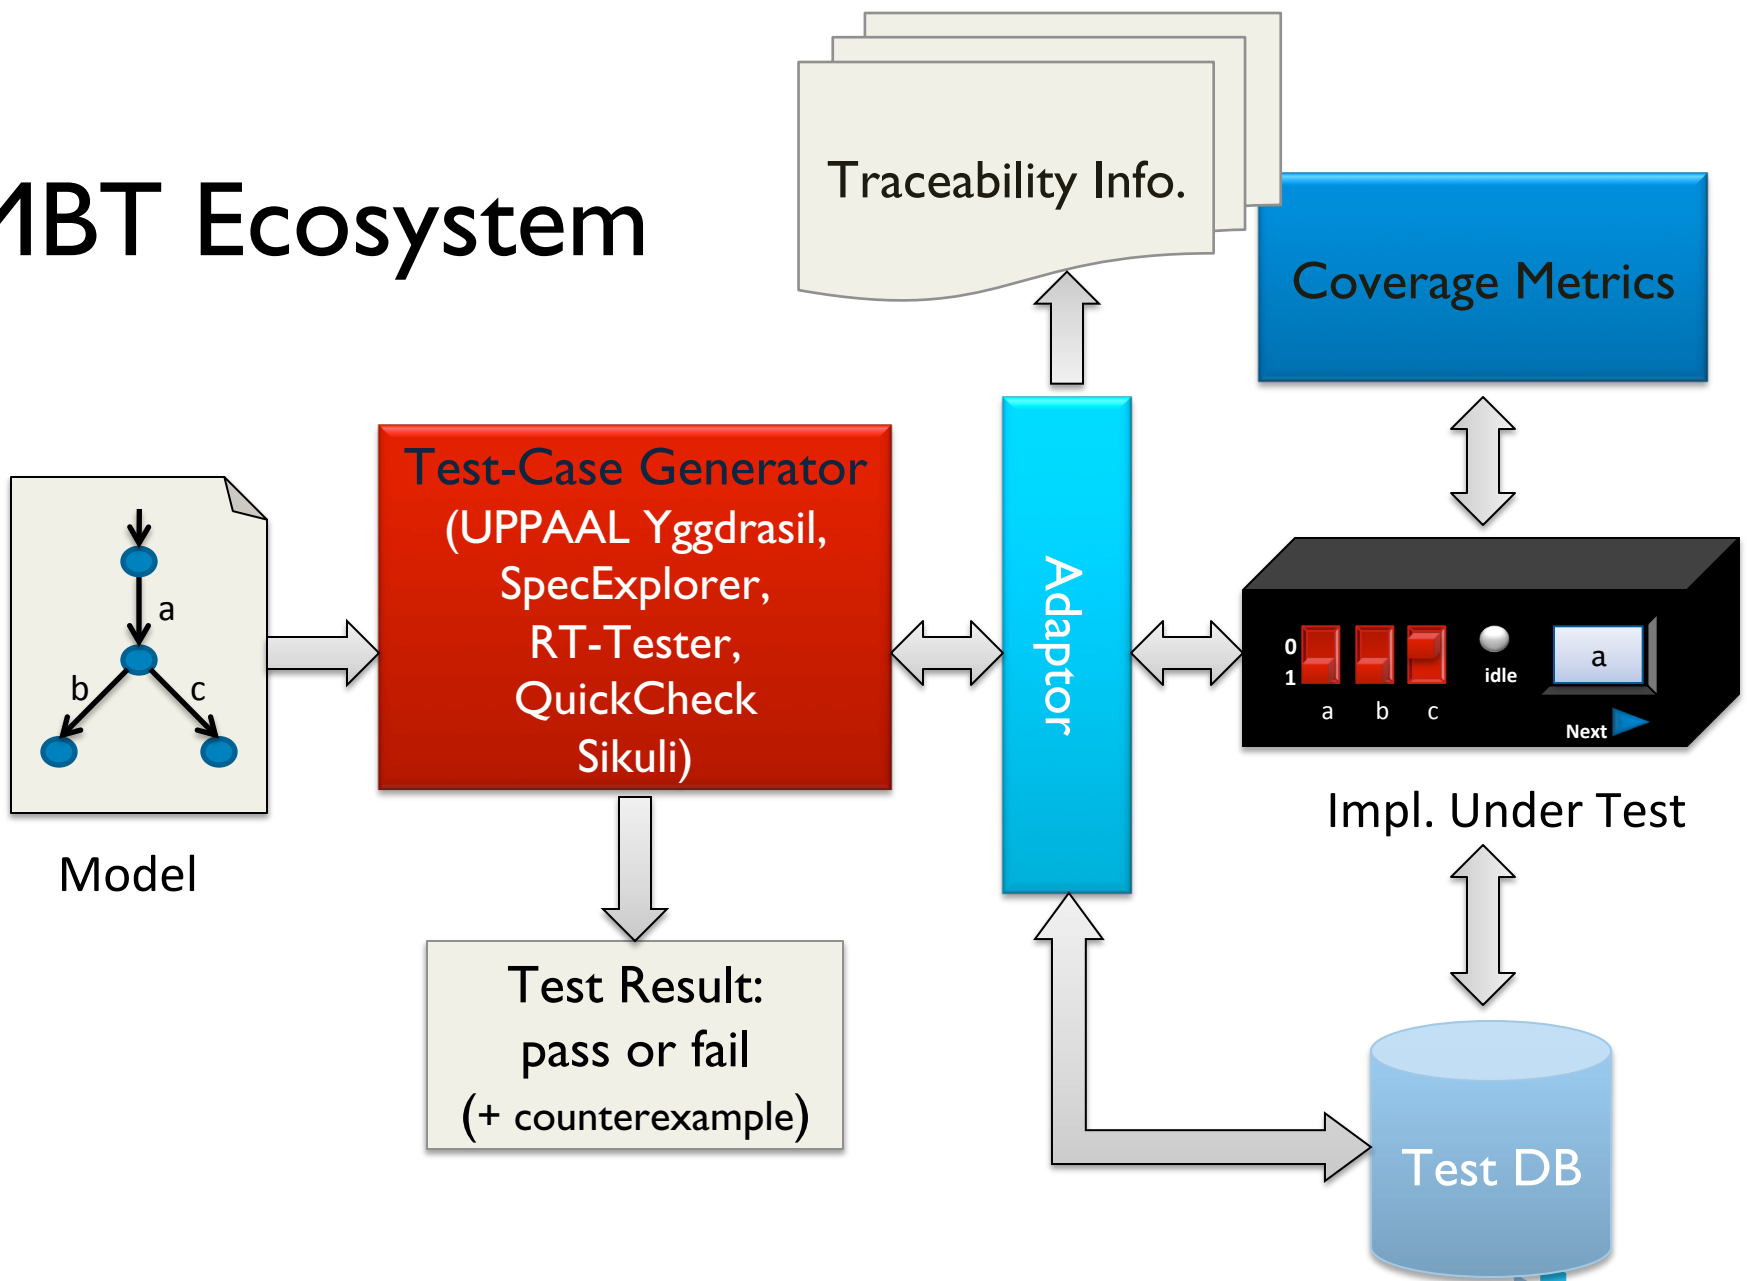 MBT Ecosystem
Traceability Info.
Coverage Metrics
Test-Case Generator
(UPPAAL Yggdrasil,
SpecExplorer,
RT-Tester,
QuickCheck
Sikuli)
Adaptor
a
b
c
Model
0
1
a
b
c
idle
a
Next
Impl. Under Test
Test Result:
pass or fail
(+ counterexample)
Test DB